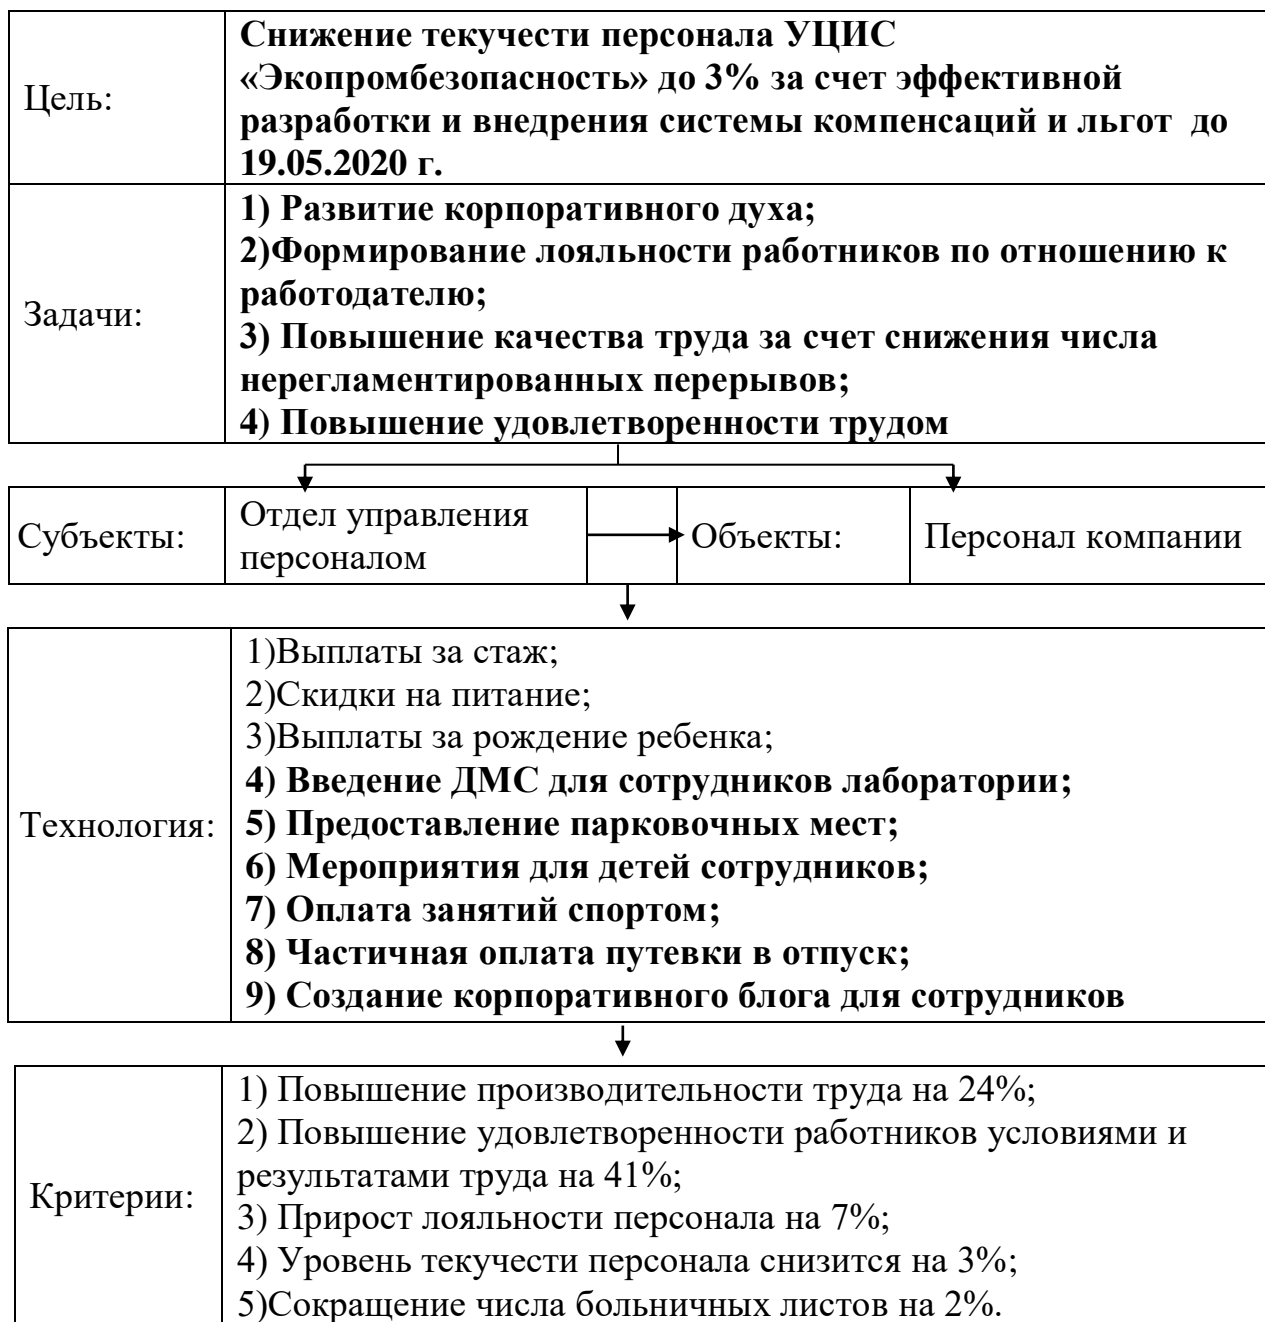 Цель:
Снижение текучести персонала УЦИС
«Экопромбезопасность» до 3% за счет эффективной
разработки и внедрения системы компенсаций и льгот до
19.05.2020 г.
Задачи:
1) Развитие корпоративного духа;
2)Формирование лояльности работников по отношению к
работодателю;
3) Повышение качества труда за счет снижения числа
нерегламентированных перерывов;
4) Повышение удовлетворенности трудом
Субъекты:
Отдел управления
персоналом
Объекты:
Персонал компании
Технология:
1)Выплаты за стаж;
2)Скидки на питание;
3)Выплаты за рождение ребенка;
4) Введение ДМС для сотрудников лаборатории;
5) Предоставление парковочных мест;
6) Мероприятия для детей сотрудников;
7) Оплата занятий спортом;
8) Частичная оплата путевки в отпуск;
9) Создание корпоративного блога для сотрудников
Критерии:
1) Повышение производительности труда на 24%;
2) Повышение удовлетворенности работников условиями и
результатами труда на 41%;
3) Прирост лояльности персонала на 7%;
4) Уровень текучести персонала снизится на 3%;
5)Сокращение числа больничных листов на 2%.